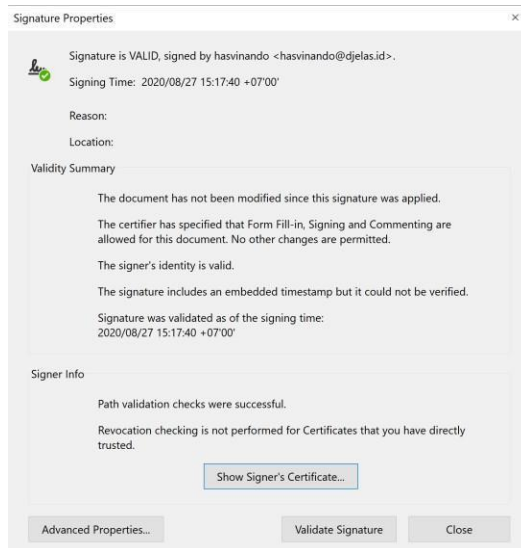 Signature Properties
×
Signature is VALID, signed by hasvinando <hasvinando@djelas.id>.
Signing Time: 2020/08/27 15:17:40 +07'00'
Reason:
Location:
Validity Summary
The document has not been modified since this signature was applied.
The certifier has specified that Form Fill-in, Signing and Commenting are
allowed for this document. No other changes are permitted.
The signer's identity is valid.
The signature includes an embedded timestamp but it could not be verified.
Signature was validated as of the signing time:
2020/08/27 15:17:40 +07'00'
Signer Info
Path validation checks were successful.
Revocation checking is not performed for Certificates that you have directly
trusted.
Show Signer's Certificate...
Advanced Properties...
Validate Signature
Close